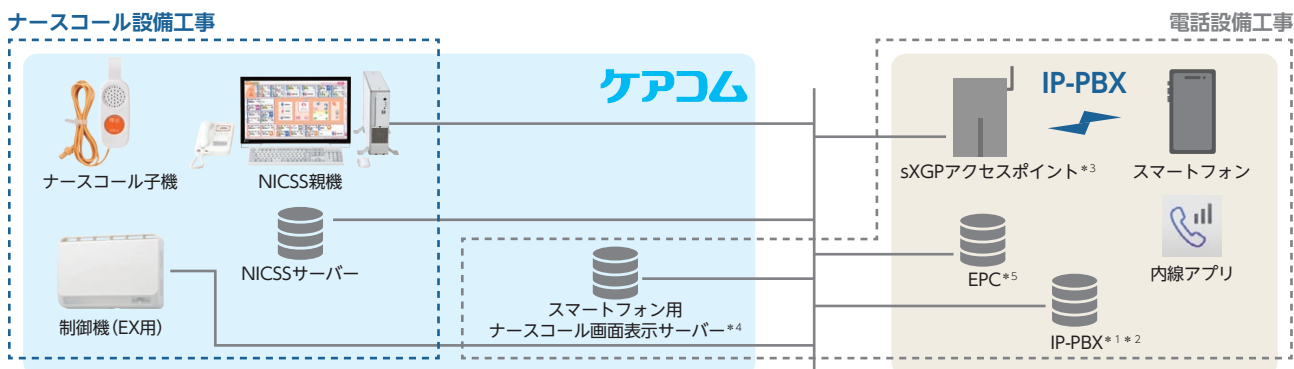 ナースコール設備工事
電話設備工事
ケアコム
IP-PBX
ナースコール子機
NICSS親機
sXGPアクセスポイント*3
スマートフォン
NICSSサーバー
EPC*5
内線アプリ
制御機(EX用)
スマートフォン用
ナースコール画面表示サーバー*4
IP-PBX*1*2